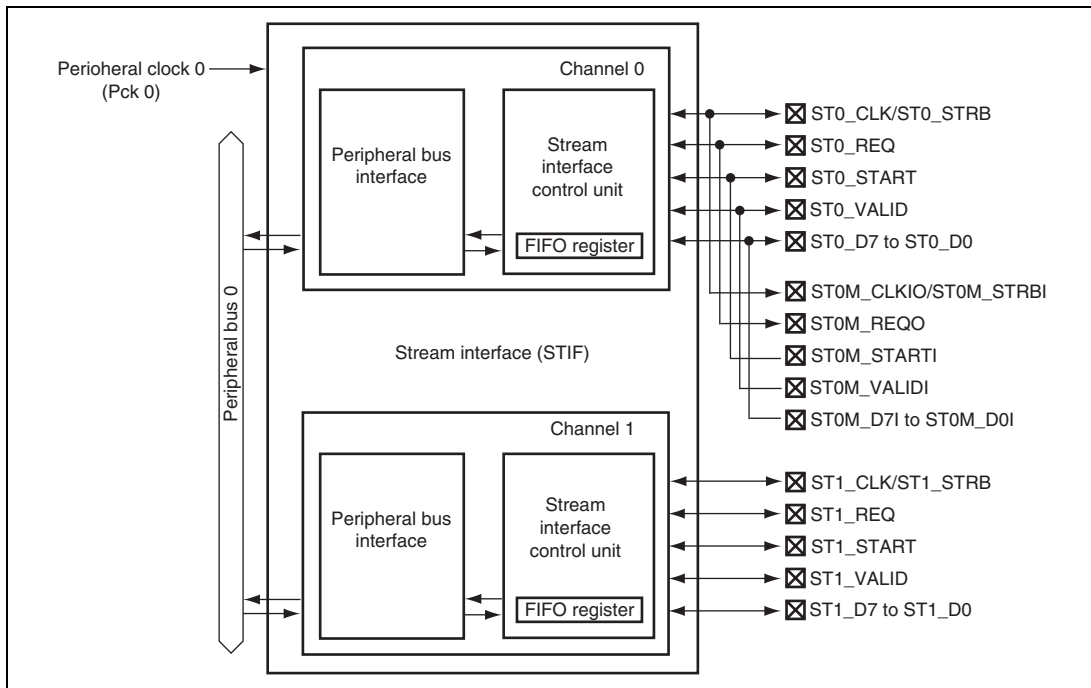 Perioheral clock 0
(Pck 0)
Peripheral bus 0
Channel 0
Peripheral bus
interface
Stream
interface
control unit
FIFO register
ST0_CLK/ST0_STRB
ST0_REQ
ST0_START
ST0_VALID
ST0_D7 to ST0_D0
ST0M_CLKIO/ST0M_STRBI
ST0M_REQO
ST0M_STARTI
ST0M_VALIDI
ST0M_D7I to ST0M_D0I
Stream interface (STIF)
Channel 1
Peripheral bus
interface
Stream
interface
control unit
FIFO register
ST1_CLK/ST1_STRB
ST1_REQ
ST1_START
ST1_VALID
ST1_D7 to ST1_D0